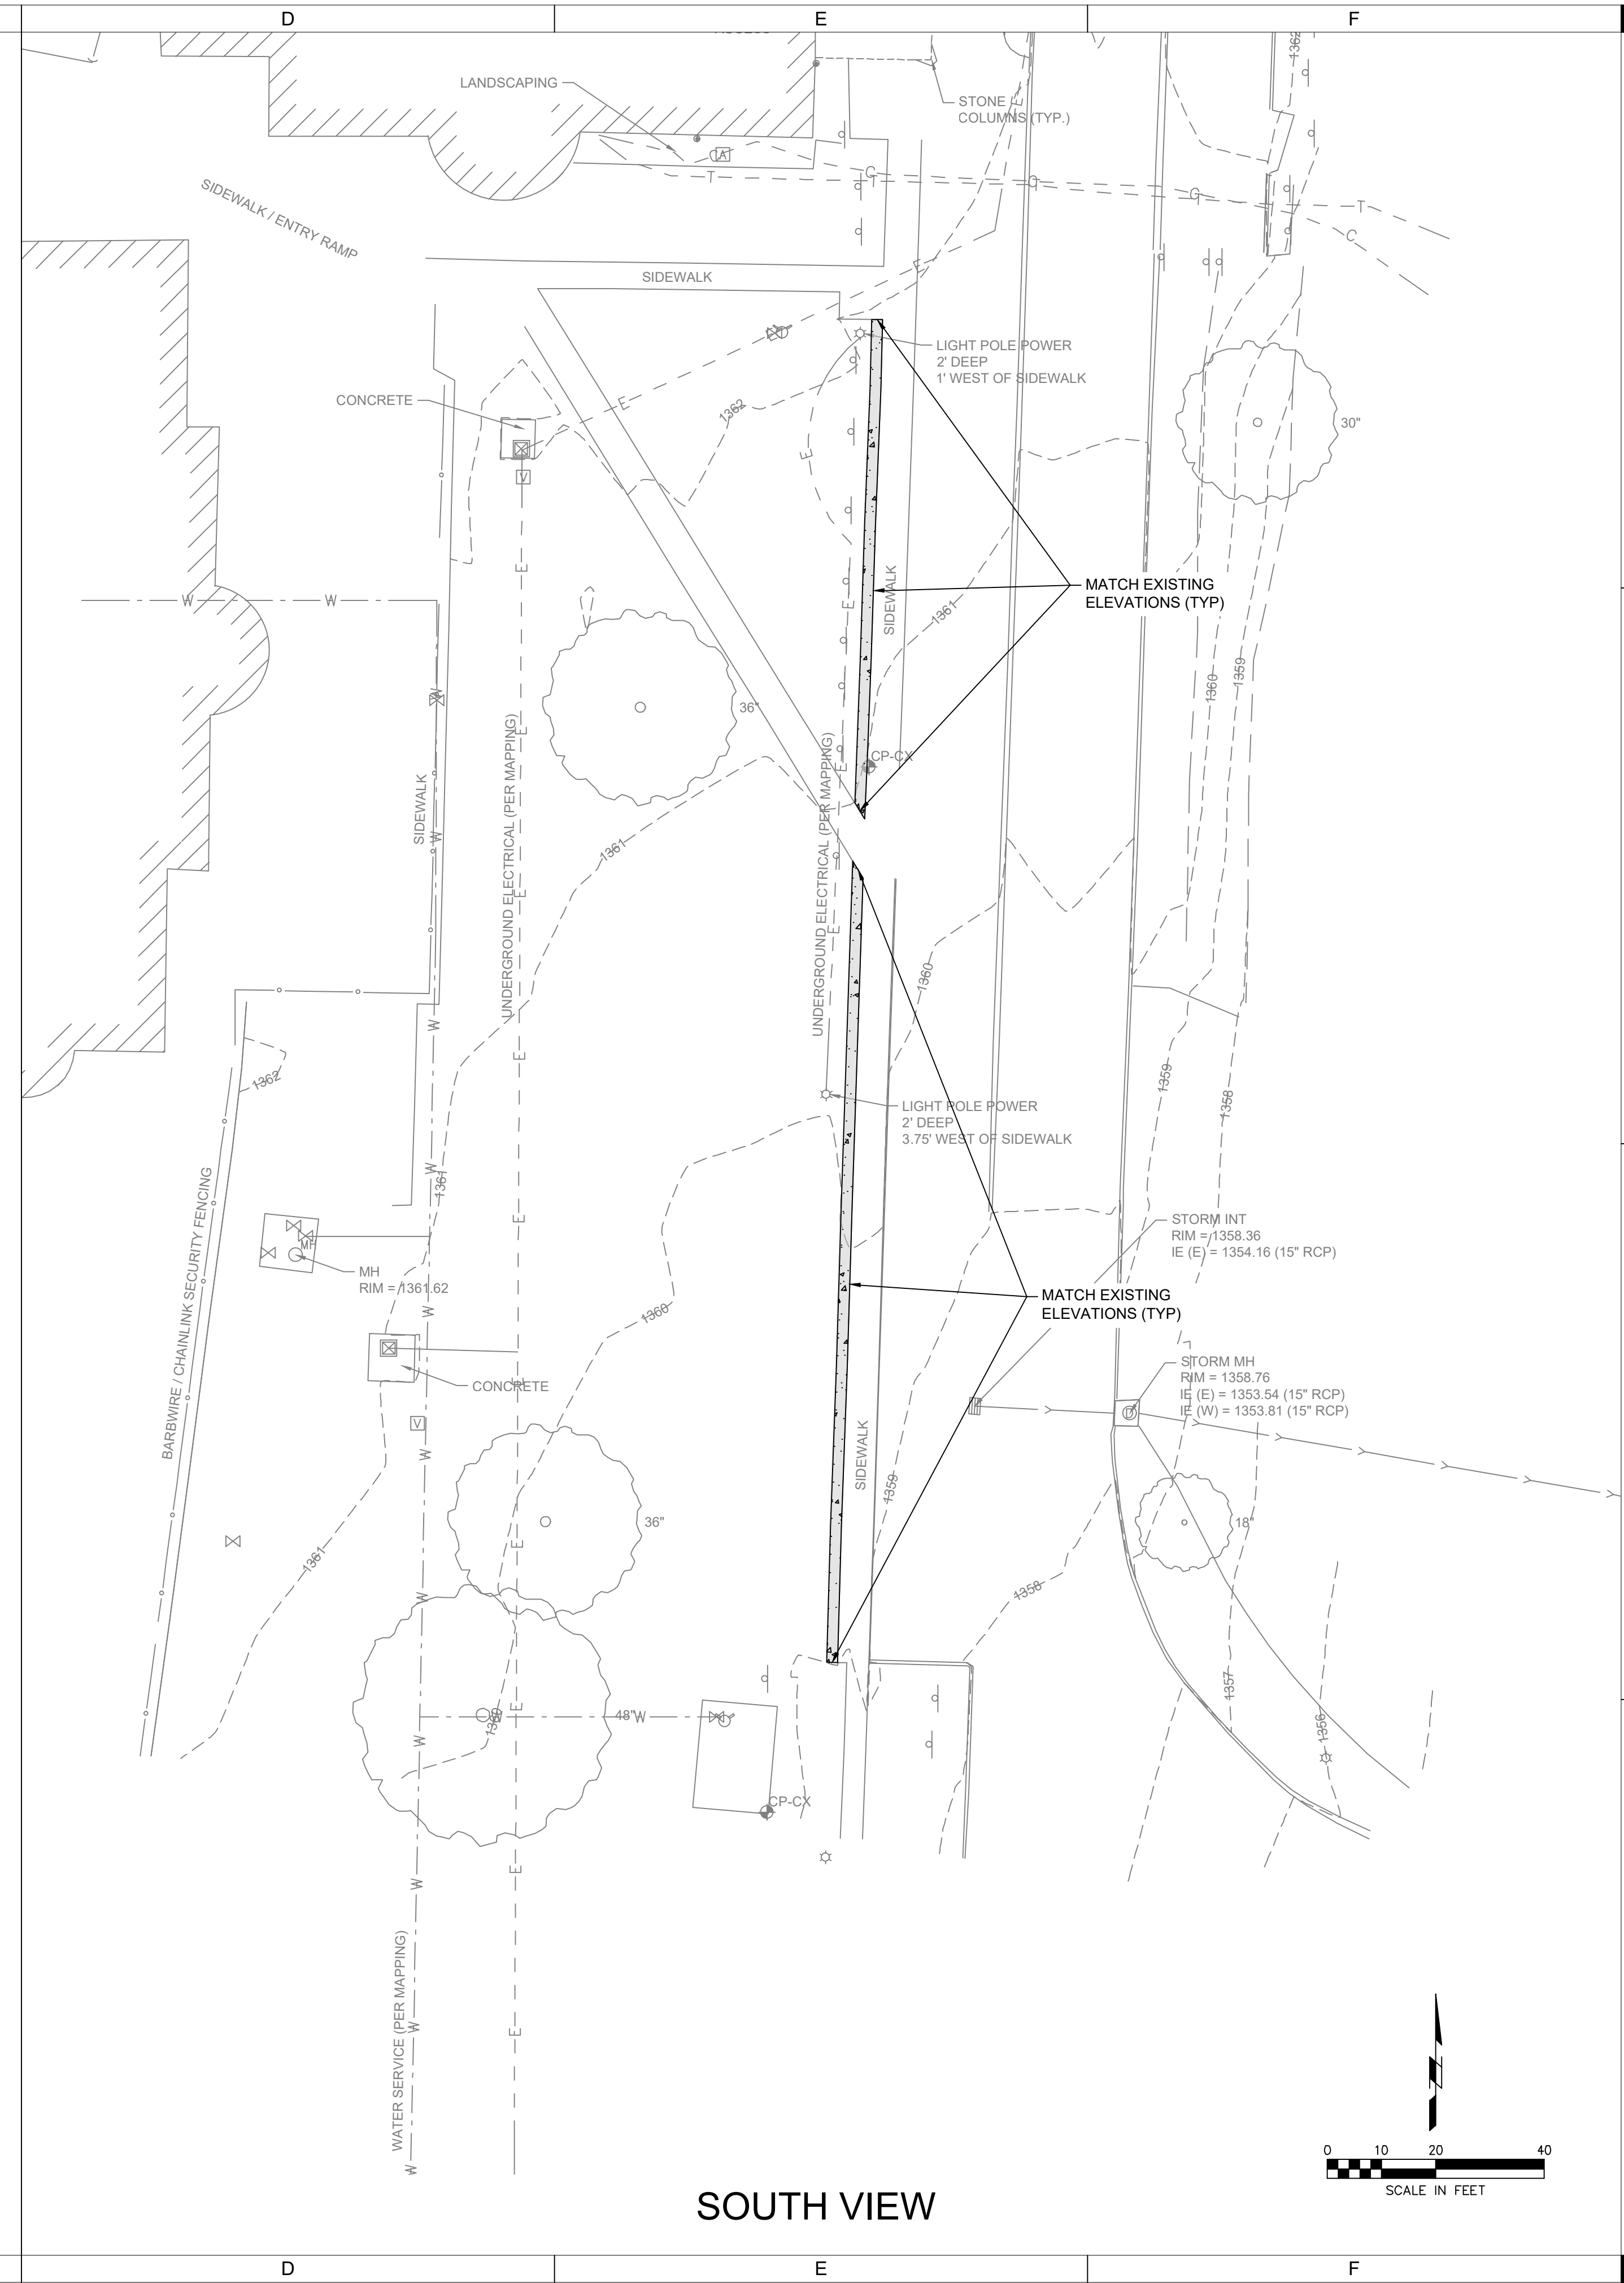 D
E
F
LANDSCAPING
STONE
COLUMNS (TYP.)
1362
A
C
T
G
T
G
G
T
C
SIDEWALK / ENTRY RAMP
SIDEWALK
E
LIGHT POLE POWER
2' DEEP
1' WEST OF SIDEWALK
CONCRETE
E
1362
30"
E
V
E
W
W
MATCH EXISTING
ELEVATIONS (TYP)
SIDEWALK
1361
E
1360
1359
36"
W
E
CP-CX
E
UNDERGROUND ELECTRICAL (PER MAPPING)
UNDERGROUND ELECTRICAL (PER MAPPING)
SIDEWALK
W
1361
E
E
1360
W
E
1362
1359
1358
LIGHT POLE POWER
2' DEEP
3.75' WEST OF SIDEWALK
W
1361
BARBWIRE / CHAINLINK SECURITY FENCING
E
STORM INT
RIM = 1358.36
IE (E) = 1354.16 (15" RCP)
MH
MH
RIM = 1361.62
W
1360
MATCH EXISTING
ELEVATIONS (TYP)
STORM MH
RIM = 1358.76
IE (E) = 1353.54 (15" RCP)
IE (W) = 1353.81 (15" RCP)
CONCRETE
E
V
D
W
SIDEWALK
1359
36"
18"
E
1361
W
1358
1357
1356
E
1360
48"
W
W
CP-CX
E
W
WATER SERVICE (PER MAPPING)
W
E
W
0 10 20 40
SCALE IN FEET
N
SOUTH VIEW
D
E
F